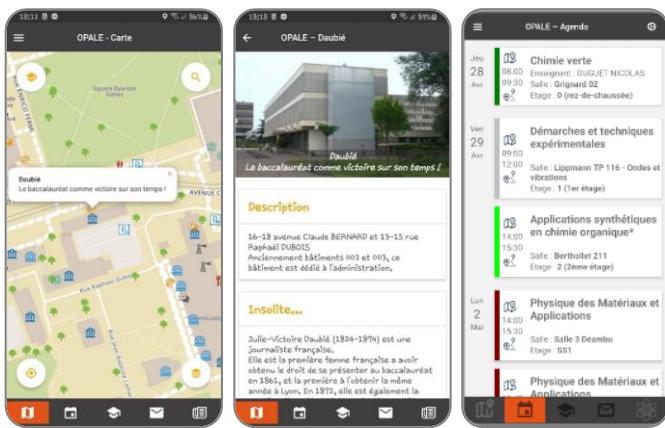 13:13
86%
OPALE - Carte
Square Évariste
Galois
ENRICO FERMI
Daubié
Le baccalauréat comme victoire sur son temps !
AVENUE C
Rue Raphaël Dubois
13:13
OPALE – Daubié
Daubié
Le baccalauréat comme victoire sur son temps !
Description
16-18 avenue Claude BERNARD et 13-15 rue
Raphaël DUBOIS
Anciennement bâtiments 002 et 003, ce
bâtiment est dédié à l'administration.
Insolite...
Julie-Victoire Daubié (1824-1874) est une
journaliste française.
Elle est la première femme française a avoir
obtenu le droit de se présenter au baccalauréat
en 1861, et la première à l'obtenir la même
année à Lyon. En 1872, elle est également la
OPALE – Agenda
Jeu
28
Avr
08:00
09:30
Chimie verte
Enseignant : DUGUET NICOLAS
Salle : Grignard 02
Etage : 0 (rez-de-chaussée)
Ven
29
Avr
09:00
12:00
Démarches et techniques
expérimentales
Salle : Lippmann TP 116 - Ondes et
vibrations
Etage : 1 (1er étage)
14:00
15:30
Applications synthétiques
en chimie organique*
Salle : Berthollet 211
Etage : 2 (2ème étage)
Lun
2
Mai
14:00
15:30
Physique des Matériaux et
Applications
Salle : Salle 3 Déambu
Etage : SS1
Physique des Matériaux et
Applications